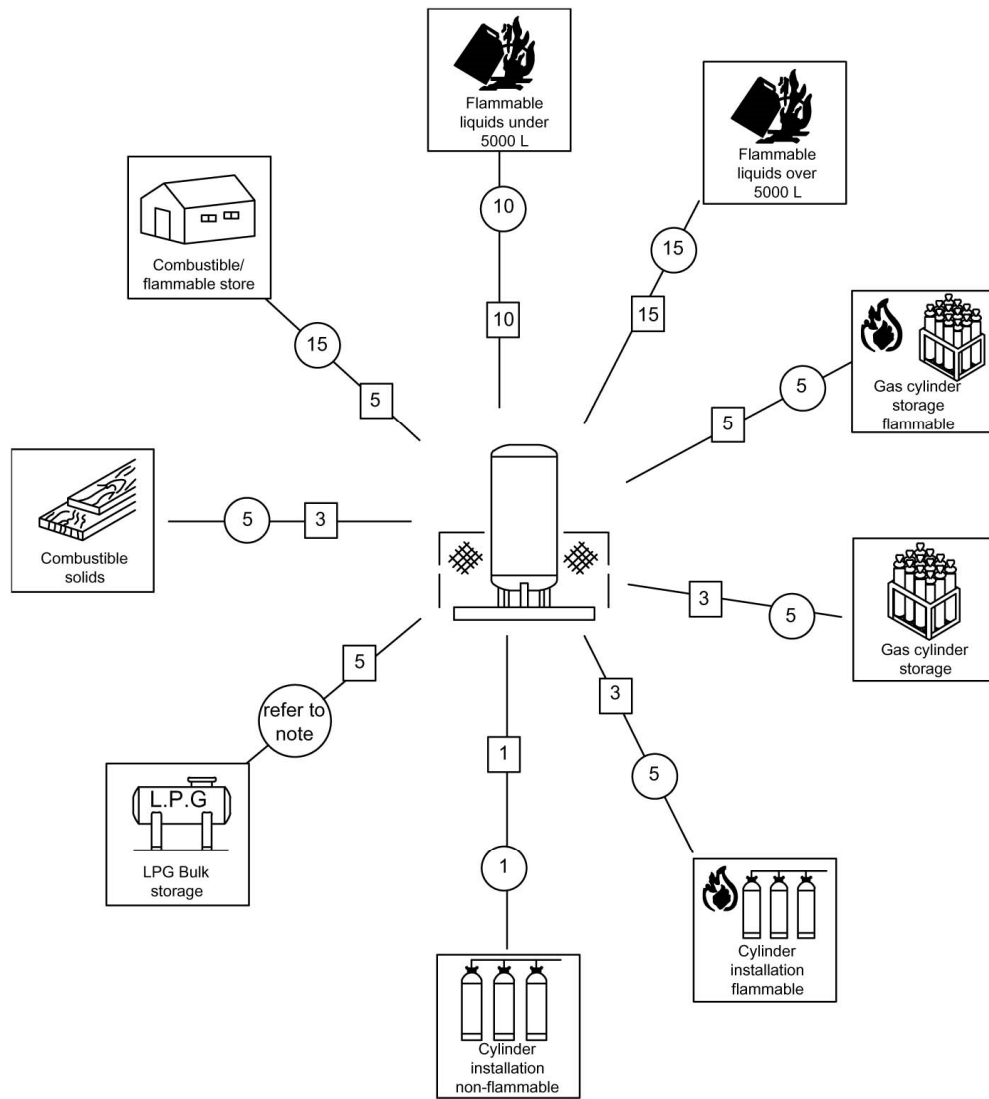 Flammable
liquids under
5000 L
Flammable
liquids over
5000 L
10
15
Combustible/
flammable store
10
15
15
5
5
5
Gas cylinder
storage
flammable
Combustible
solids
5
3
3
5
Gas cylinder
storage
5
3
refer to
note
1
5
L.P.G
LPG Bulk
storage
1
Cylinder
installation
flammable
Cylinder
installation
non-flammable